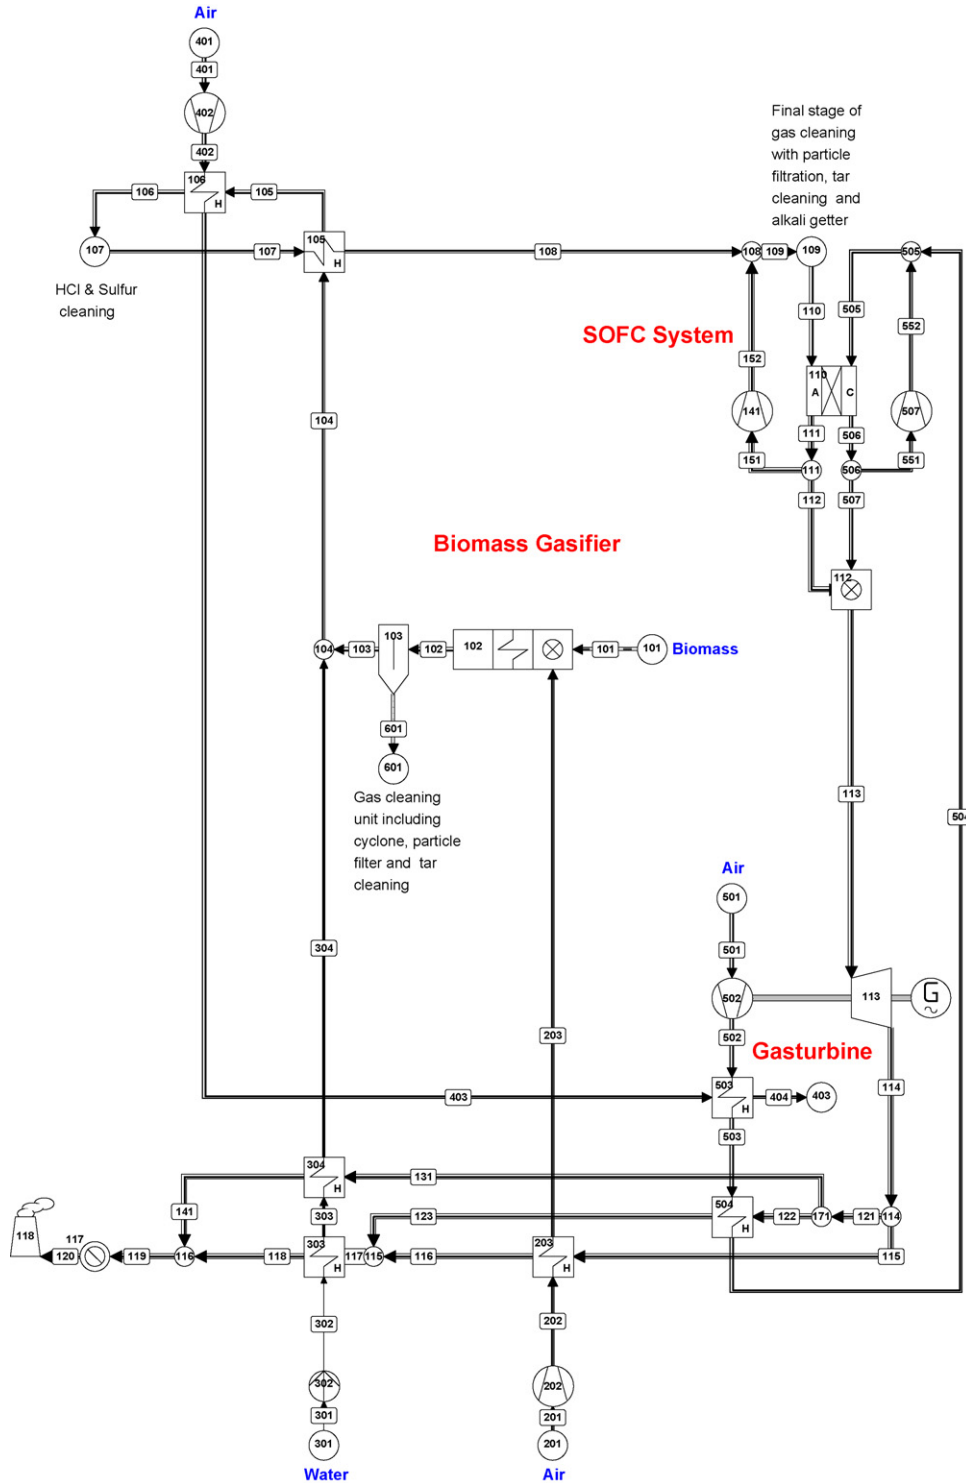 Air
401
401
402
402
106
106
105
H
107
107
105
H
HCl & Sulfur
cleaning
108
Final stage of
gas cleaning
with particle
filtration, tar
cleaning and
alkali getter
108
109
109
505
110
505
552
SOFC System
152
110
A
C
141
507
111
506
151
111
506
551
112
507
104
Biomass Gasifier
112
104
103
103
102
102
101
101
Biomass
601
601
Gas cleaning
unit including
cyclone, particle
filter and tar
cleaning
113
504
Air
501
501
304
502
113
G
203
502
Gasturbine
503
H
403
404
403
114
503
304
H
131
141
303
123
504
H
122
171
121
114
118
117
120
119
116
118
303
H
117
115
116
203
H
115
302
202
302
202
301
201
301
201
Water
Air